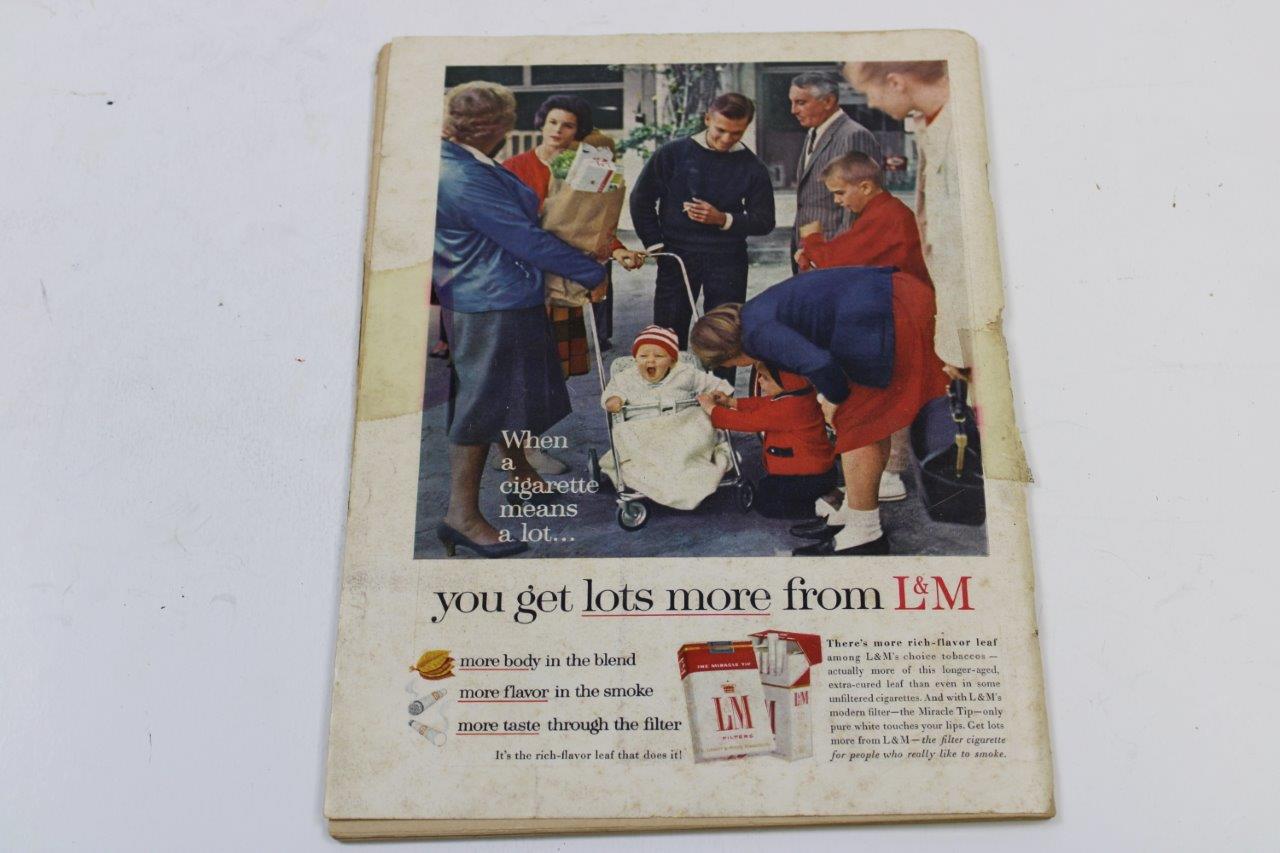 When
a
cigarette
means
a lot...
you get lots more from L&M
more body in the blend
more flavor in the smoke
more taste through the filter
It's the rich-flavor leaf that does it!
THE MIRACLE TIP
L&M
FILTERS
L&M
There's more rich-flavor leaf
among L&M's choice tobaccos —
actually more of this longer-aged,
extra-cured leaf than even in some
unfiltered cigarettes. And with L&M's
modern filter—the Miracle Tip—only
pure white touches your lips. Get lots
more from L&M—the filter cigarette
for people who really like to smoke.